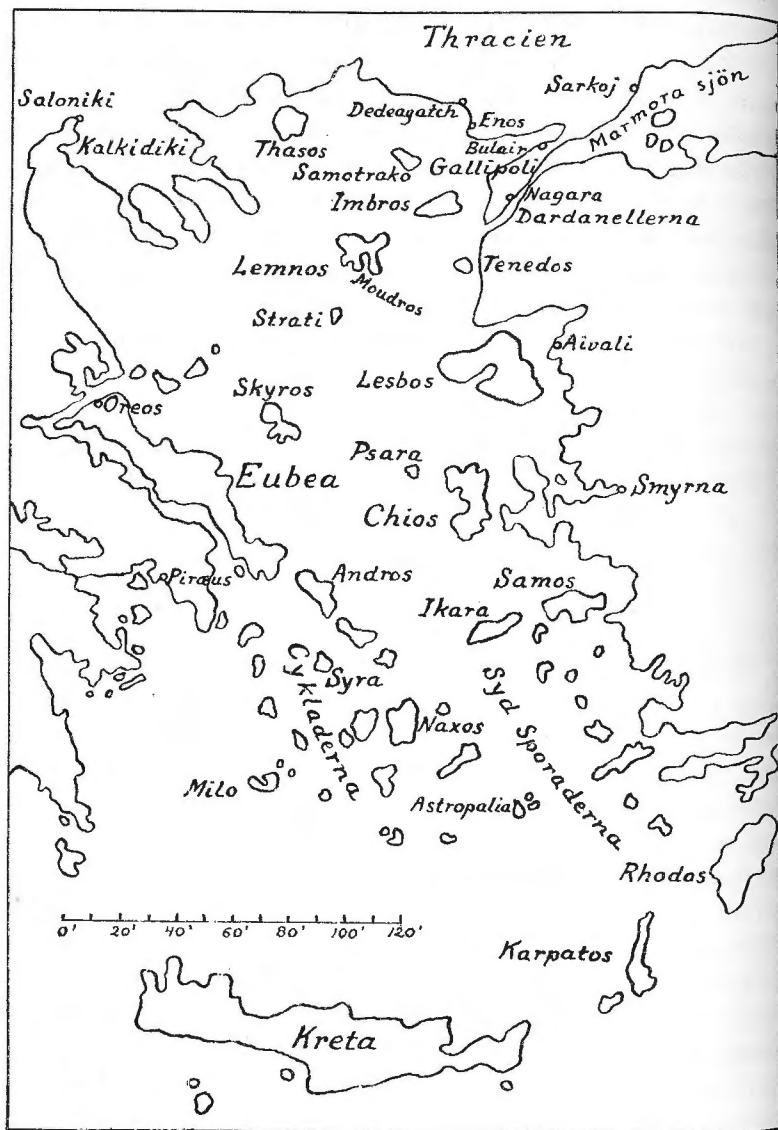 Thracien
Sarkoj
Saloniki
Dedeagatch
Enos
Marmora sjön
Kalkidiki
Thasos
Bulair
Samotrako
Gallipoli
Imbros
Nagara
Dardanellerna
Lemnos
Moudros
Tenedos
Strati
Aivali
Lesbos
Skyros
Oreos
Psara
Eubea
Smyrna
Chios
Piræus
Andros
Samos
Ikara
Cykladerna
Syra
Syd Sporaderna
Naxos
Milo
Astropalia
Rhodos
0' 20' 40' 60' 80' 100' 120'
Karpatos
Kreta